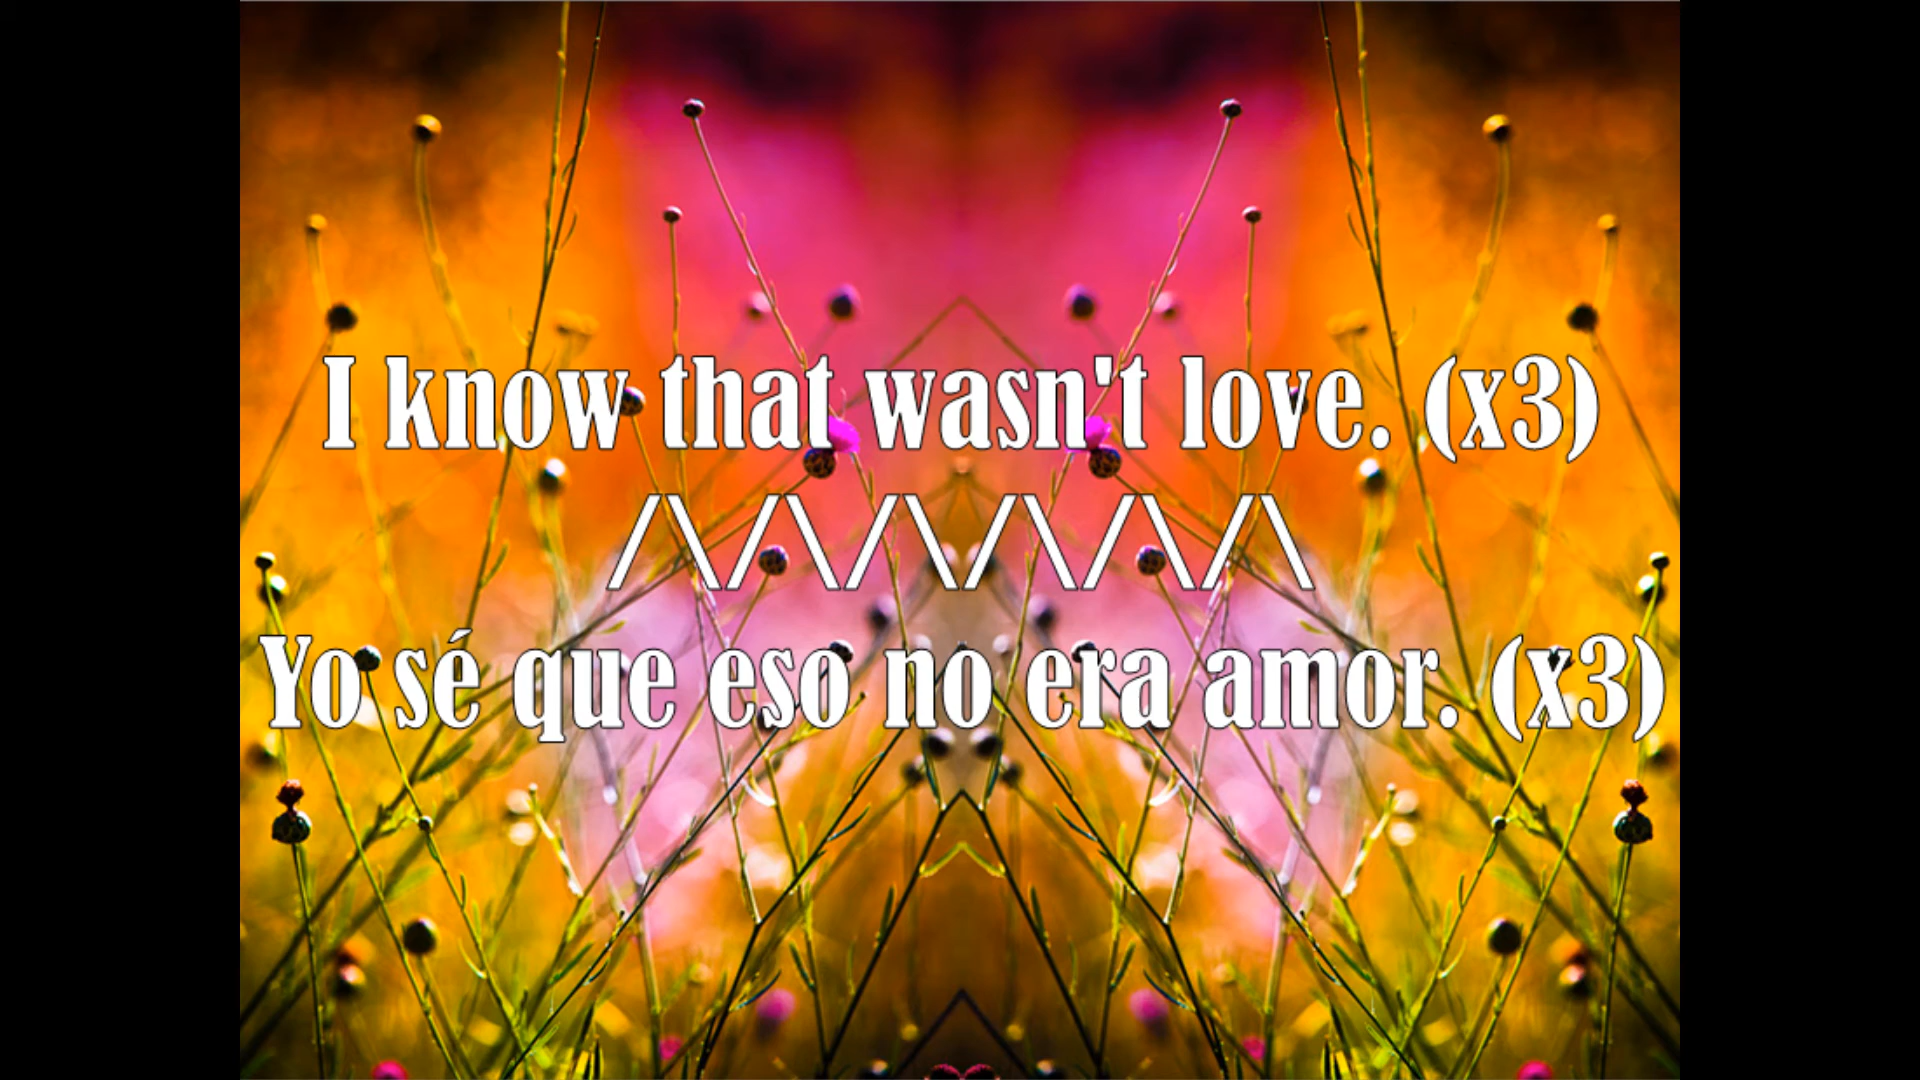 I know that wasn't love. (x3)
/\/\/\/\/\/\
Yo sé que eso no era amor. (x3)